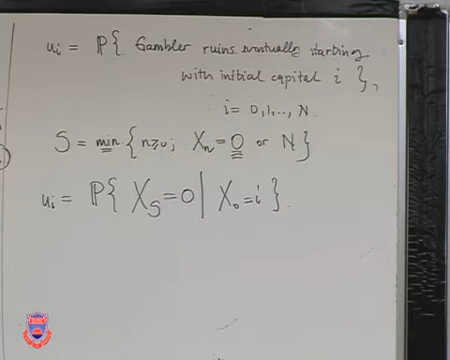 uᵢ = ℙ{ Gambler ruins eventually starting
with initial capital i },
i = 0, 1, ..., N.
S = min { n ≥ 0; Xₙ = 0 or N }
uᵢ = ℙ{ X_S = 0 | X₀ = i }.